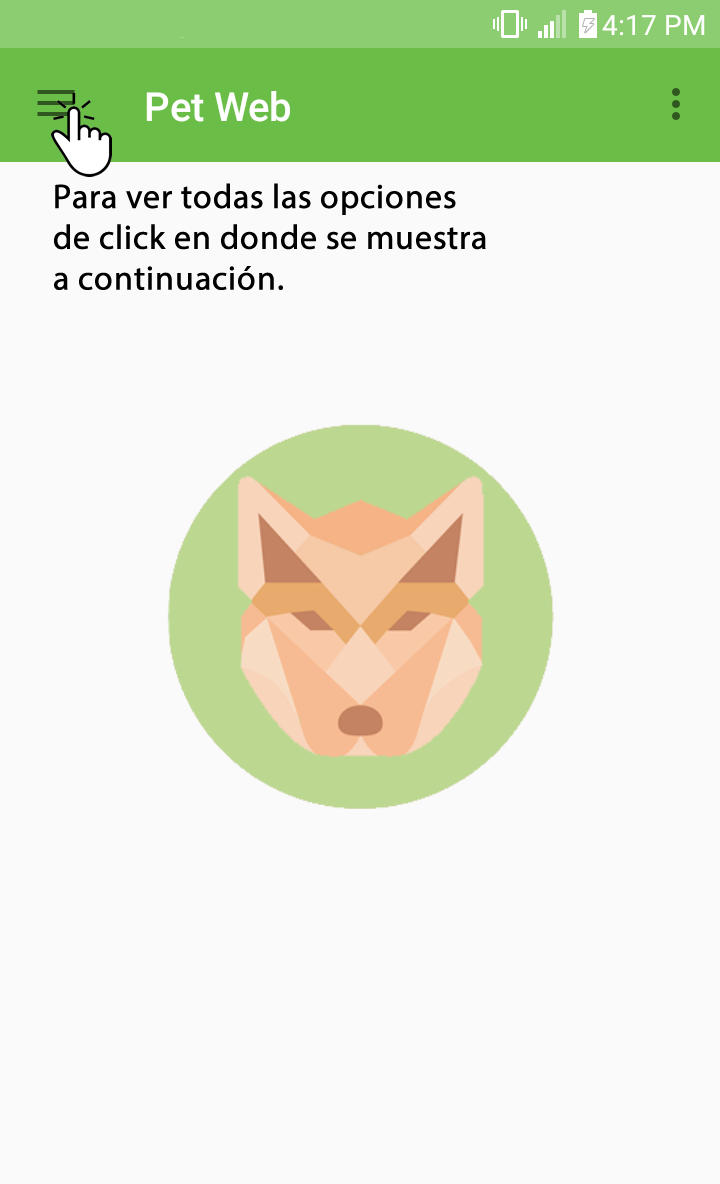 4:17 PM
Pet Web
Para ver todas las opciones
de click en donde se muestra
a continuación.